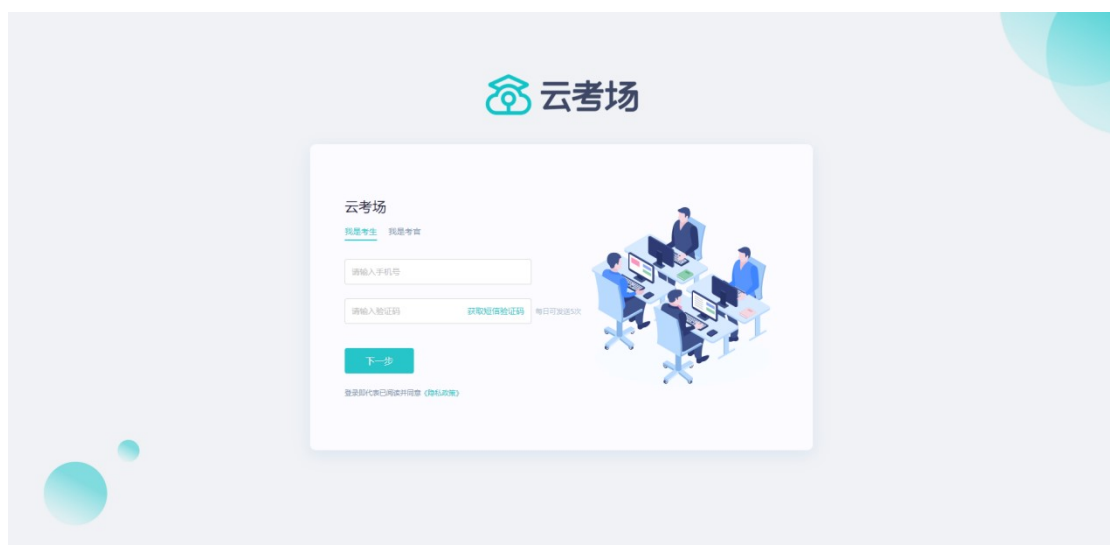 云考场
云考场
我是考生 我是考官
请输入手机号
请输入验证码 获取短信验证码 每日可发送5次
下一步
登录即代表已阅读并同意《隐私政策》